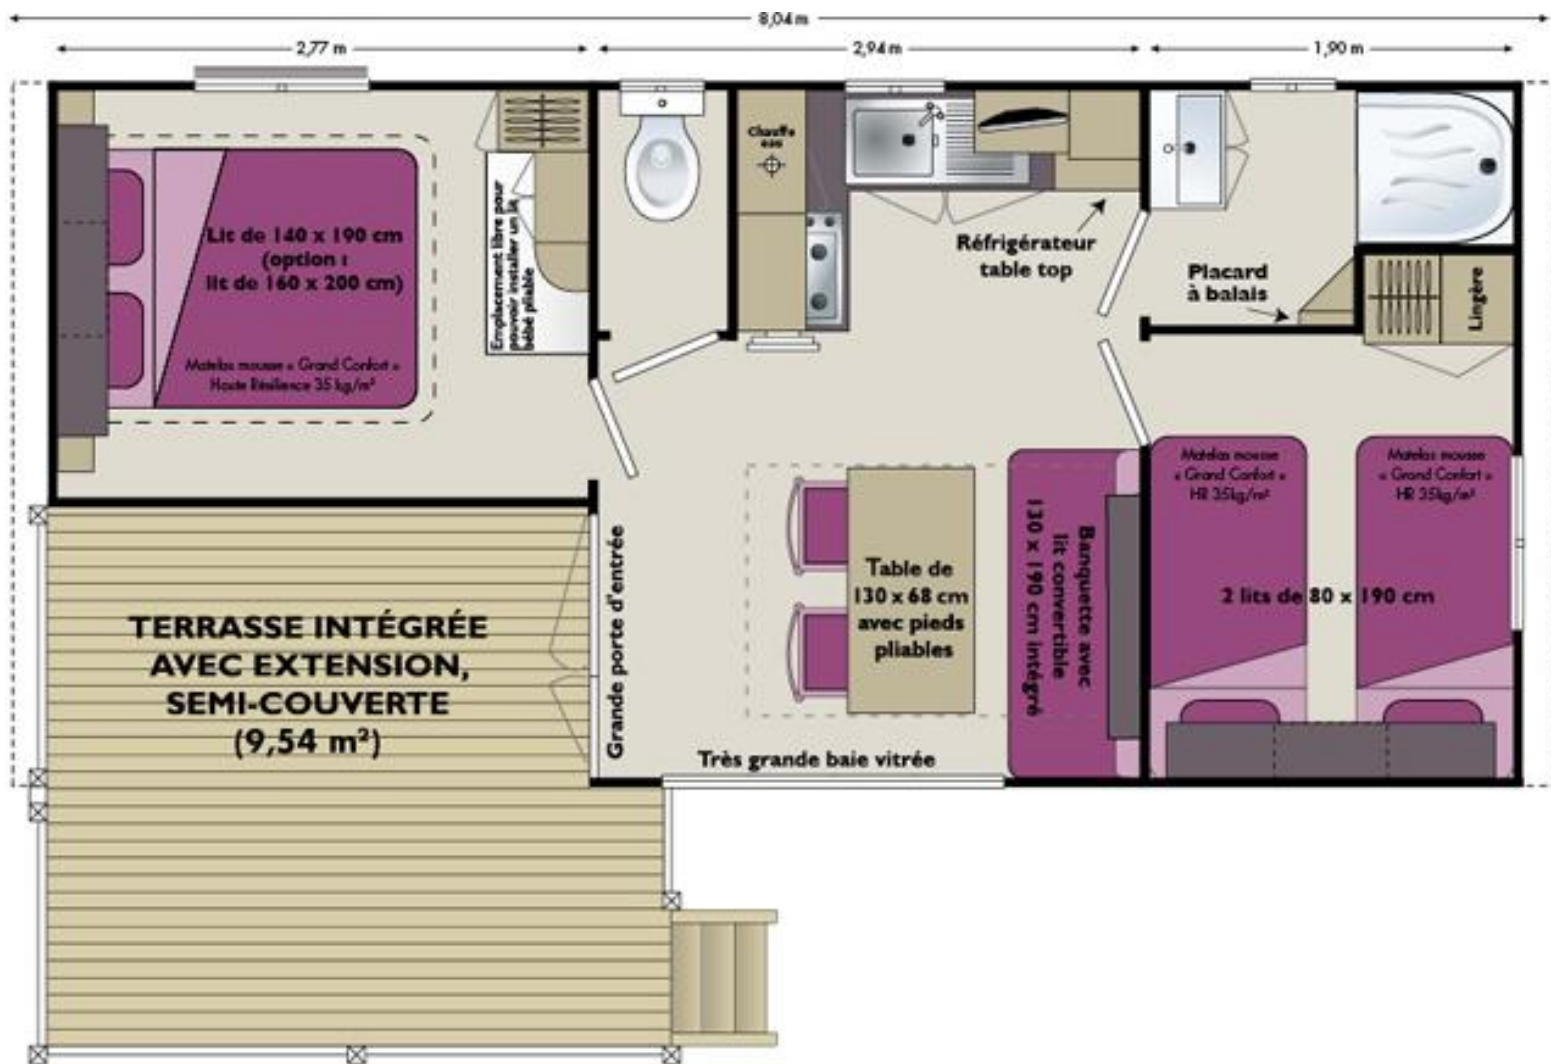 8,04 m
2,77 m
2,94 m
1,90 m
Lit de 140 x 190 cm
(option :
lit de 160 x 200 cm)
Matelas mousse « Grand Confort »
Haute Résilience 35 kg/m³
Emplacement libre pour
pouvoir installer un lit
bébé pliable
Chauffe
eau
Réfrigérateur
table top
Placard
à balais
Lingère
Matelas mousse
« Grand Confort »
HR 35kg/m³
Matelas mousse
« Grand Confort »
HR 35kg/m³
2 lits de 80 x 190 cm
Banquette avec
lit convertible
130 x 190 cm intégré
Table de
130 x 68 cm
avec pieds
pliables
Grande porte d'entrée
Très grande baie vitrée
TERRASSE INTÉGRÉE
AVEC EXTENSION,
SEMI-COUVERTE
(9,54 m²)